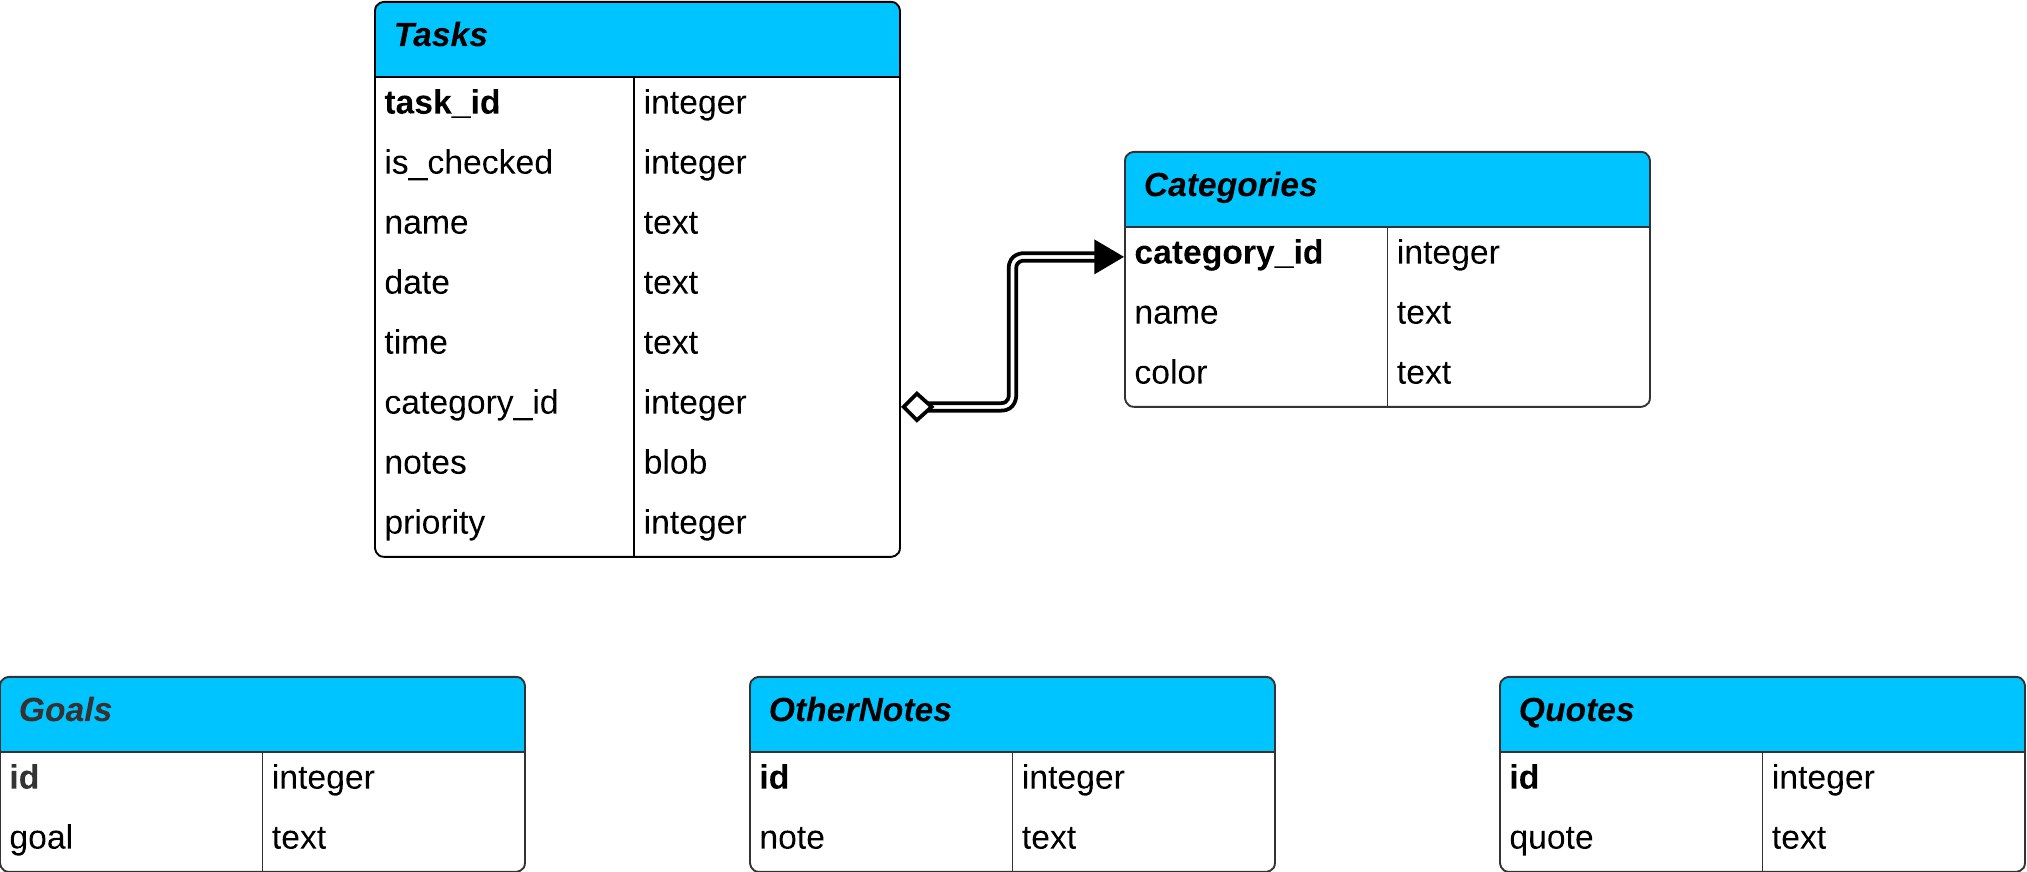 Tasks
task_id integer
is_checked integer
name text
date text
time text
category_id integer
notes blob
priority integer
Categories
category_id integer
name text
color text
Goals
id integer
goal text
OtherNotes
id integer
note text
Quotes
id integer
quote text